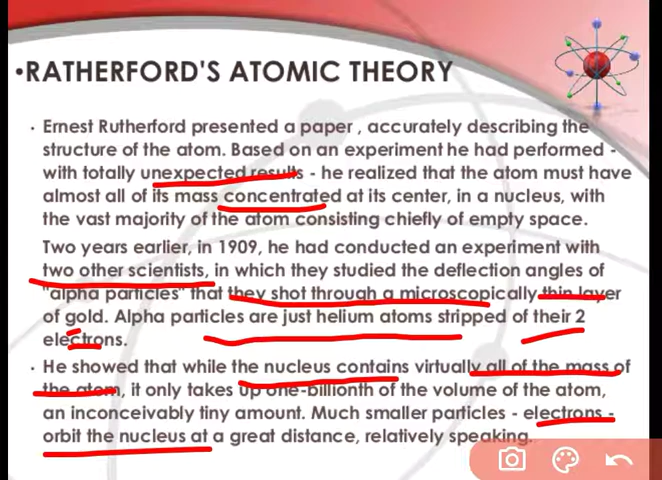 •RATHERFORD'S ATOMIC THEORY
• Ernest Rutherford presented a paper , accurately describing the
structure of the atom. Based on an experiment he had performed -
with totally unexpected results - he realized that the atom must have
almost all of its mass concentrated at its center, in a nucleus, with
the vast majority of the atom consisting chiefly of empty space.
Two years earlier, in 1909, he had conducted an experiment with
two other scientists, in which they studied the deflection angles of
"alpha particles" that they shot through a microscopically thin layer
of gold. Alpha particles are just helium atoms stripped of their 2
electrons.
• He showed that while the nucleus contains virtually all of the mass of
the atom, it only takes up one-billionth of the volume of the atom,
an inconceivably tiny amount. Much smaller particles - electrons -
orbit the nucleus at a great distance, relatively speaking.